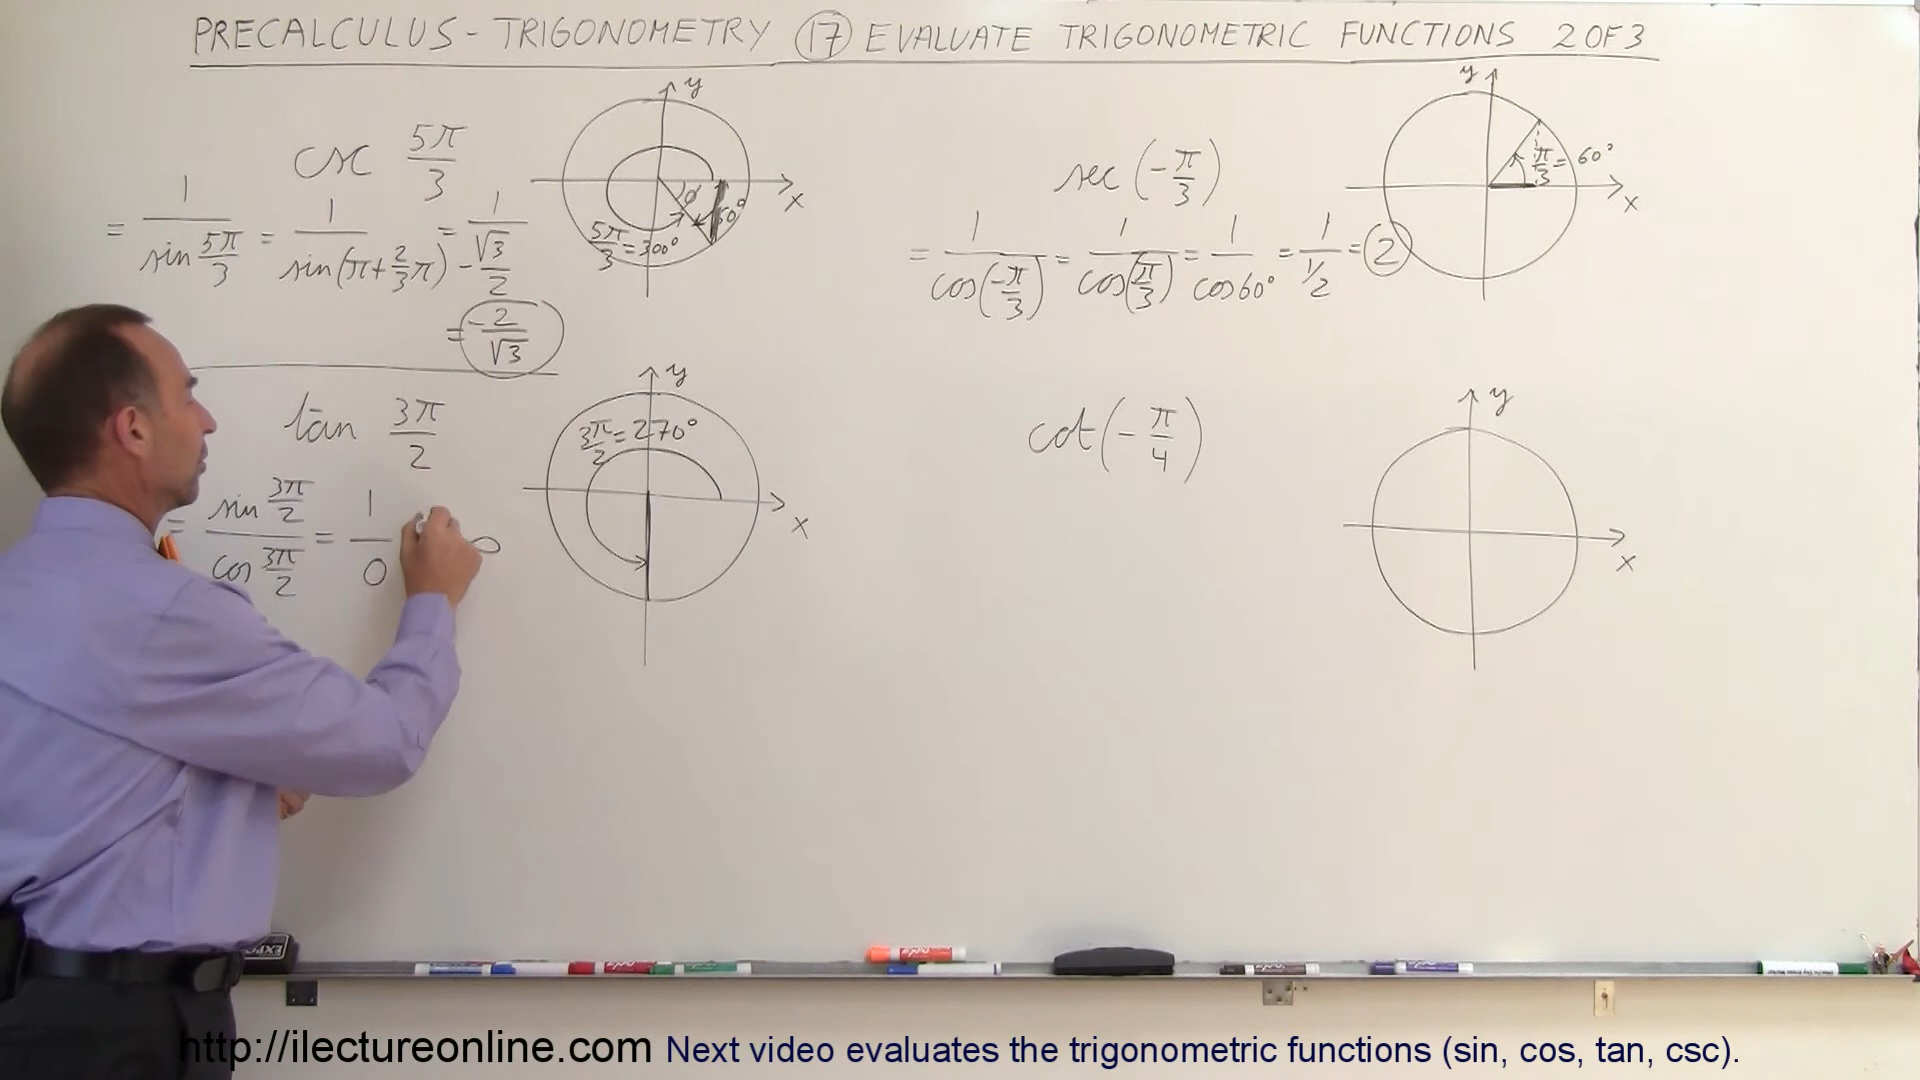 PRECALCULUS - TRIGONOMETRY 17 EVALUATE TRIGONOMETRIC FUNCTIONS 2 OF 3
csc 5π/3
= 1/(sin 5π/3) = 1/(sin(π+2/3π)) = 1/(-√3/2)
= -2/√3
y
x
φ
60°
5π/3 = 300°
sec(-π/3)
= 1/(cos(-π/3)) = 1/(cos(π/3)) = 1/(cos60°) = 1/(1/2) = 2
y
x
π/3 = 60°
tan 3π/2
= (sin 3π/2)/(cos 3π/2) = 1/0 ∞
y
x
3π/2 = 270°
cot(-π/4)
y
x
EXPO
http://ilectureonline.com Next video evaluates the trigonometric functions (sin, cos, tan, csc).